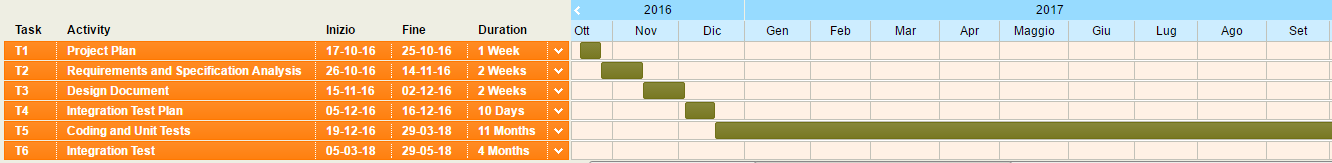 2016 2017
Task Activity Inizio Fine Duration Ott Nov Dic Gen Feb Mar Apr Maggio Giu Lug Ago Set
T1 Project Plan 17-10-16 25-10-16 1 Week
T2 Requirements and Specification Analysis 26-10-16 14-11-16 2 Weeks
T3 Design Document 15-11-16 02-12-16 2 Weeks
T4 Integration Test Plan 05-12-16 16-12-16 10 Days
T5 Coding and Unit Tests 19-12-16 29-03-18 11 Months
T6 Integration Test 05-03-18 29-05-18 4 Months